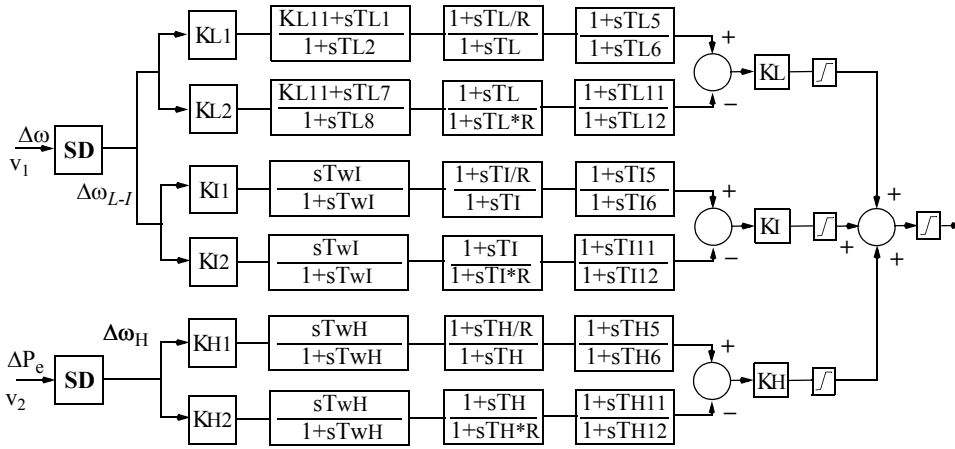 KL1
KL11+sTL1
1+sTL2
1+sTL/R
1+sTL
1+sTL5
1+sTL6
+
−
KL
KL2
KL11+sTL7
1+sTL8
1+sTL
1+sTL*R
1+sTL11
1+sTL12
Δω
v1
SD
ΔωL-I
KI1
sTwI
1+sTwI
1+sTI/R
1+sTI
1+sTI5
1+sTI6
+
−
KI
+
+
+
KI2
sTwI
1+sTwI
1+sTI
1+sTI*R
1+sTI11
1+sTI12
ΔPe
v2
SD
ΔωH
KH1
sTwH
1+sTwH
1+sTH/R
1+sTH
1+sTH5
1+sTH6
+
−
KH
KH2
sTwH
1+sTwH
1+sTH
1+sTH*R
1+sTH11
1+sTH12